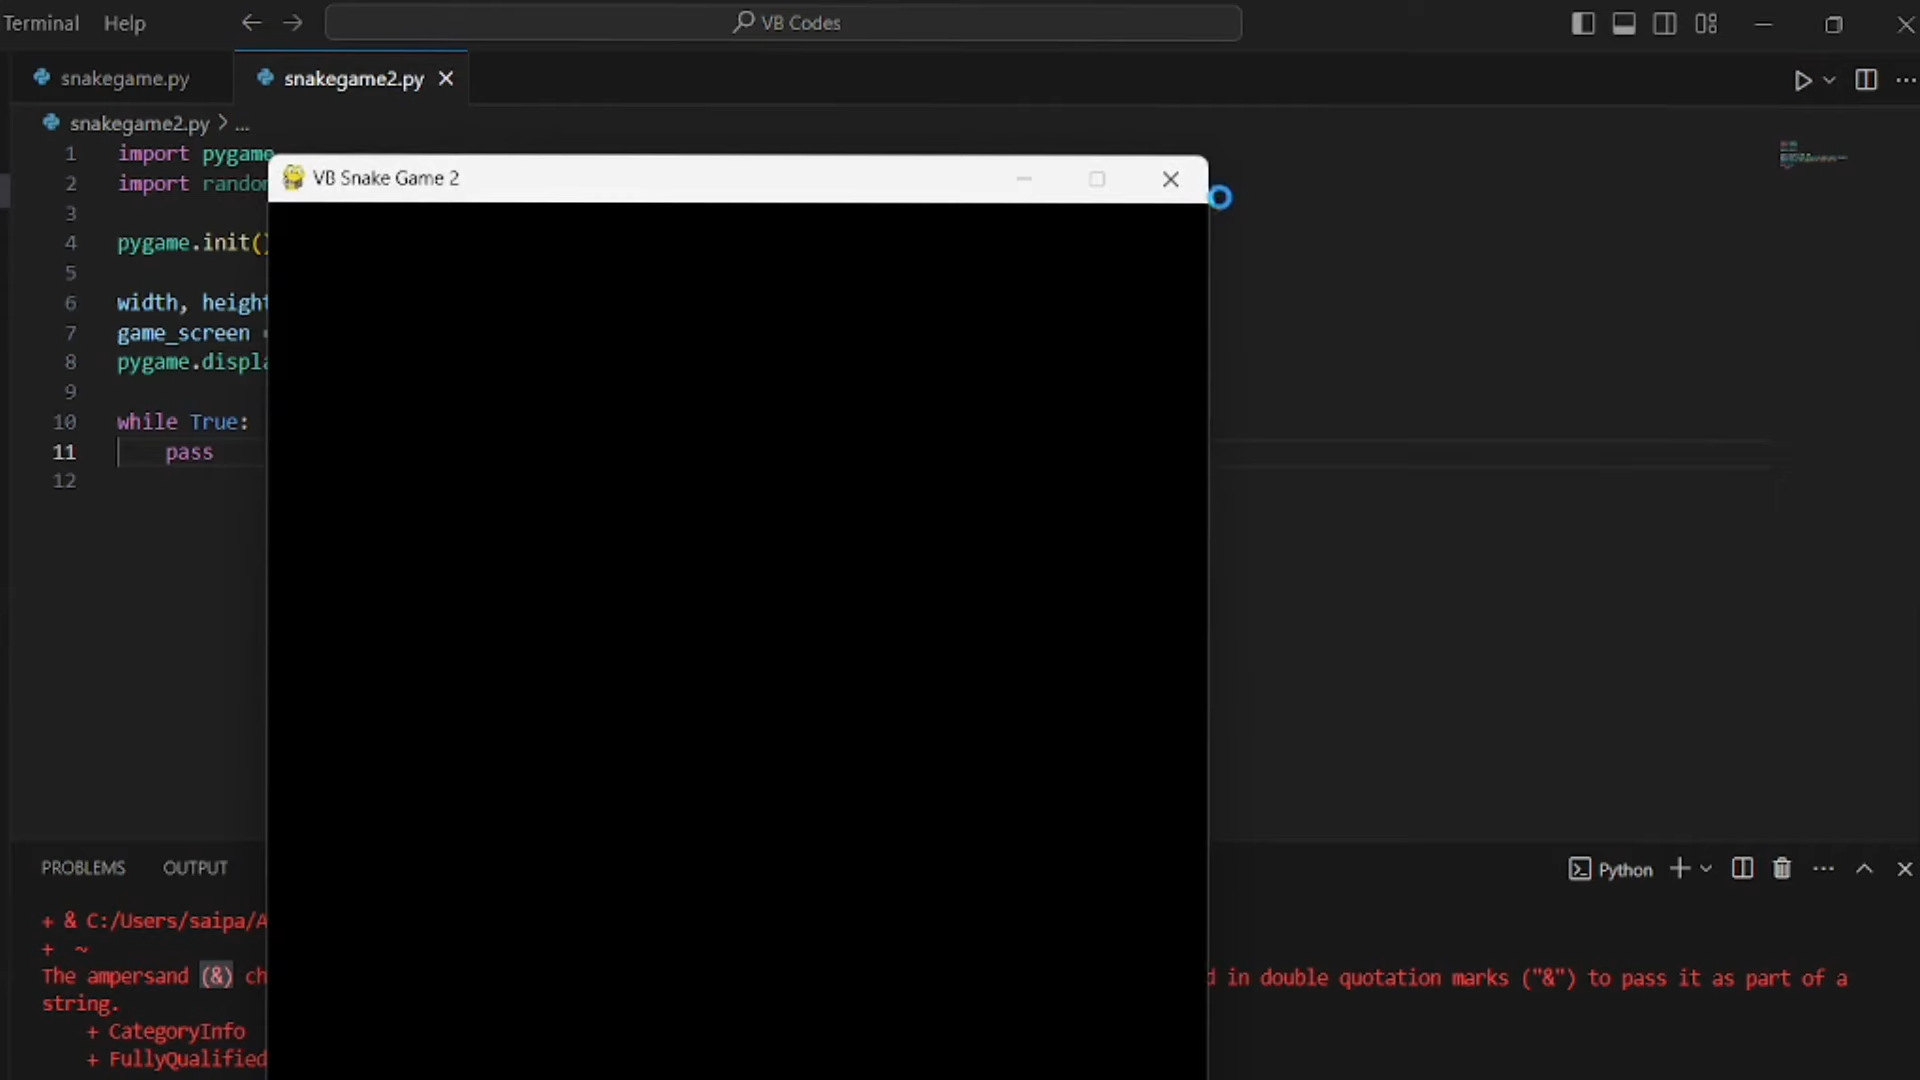 Terminal Help VB Codes
snakegame.py snakegame2.py
snakegame2.py > ...
1 import pygame
2 import random
3
4 pygame.init()
5
6 width, height
7 game_screen =
8 pygame.displa
9
10 while True:
11 pass
12
VB Snake Game 2
PROBLEMS OUTPUT Python
+ & C:/Users/saipa/A
+ ~
The ampersand (&) ch d in double quotation marks ("&") to pass it as part of a
string.
+ CategoryInfo
+ FullyQualified